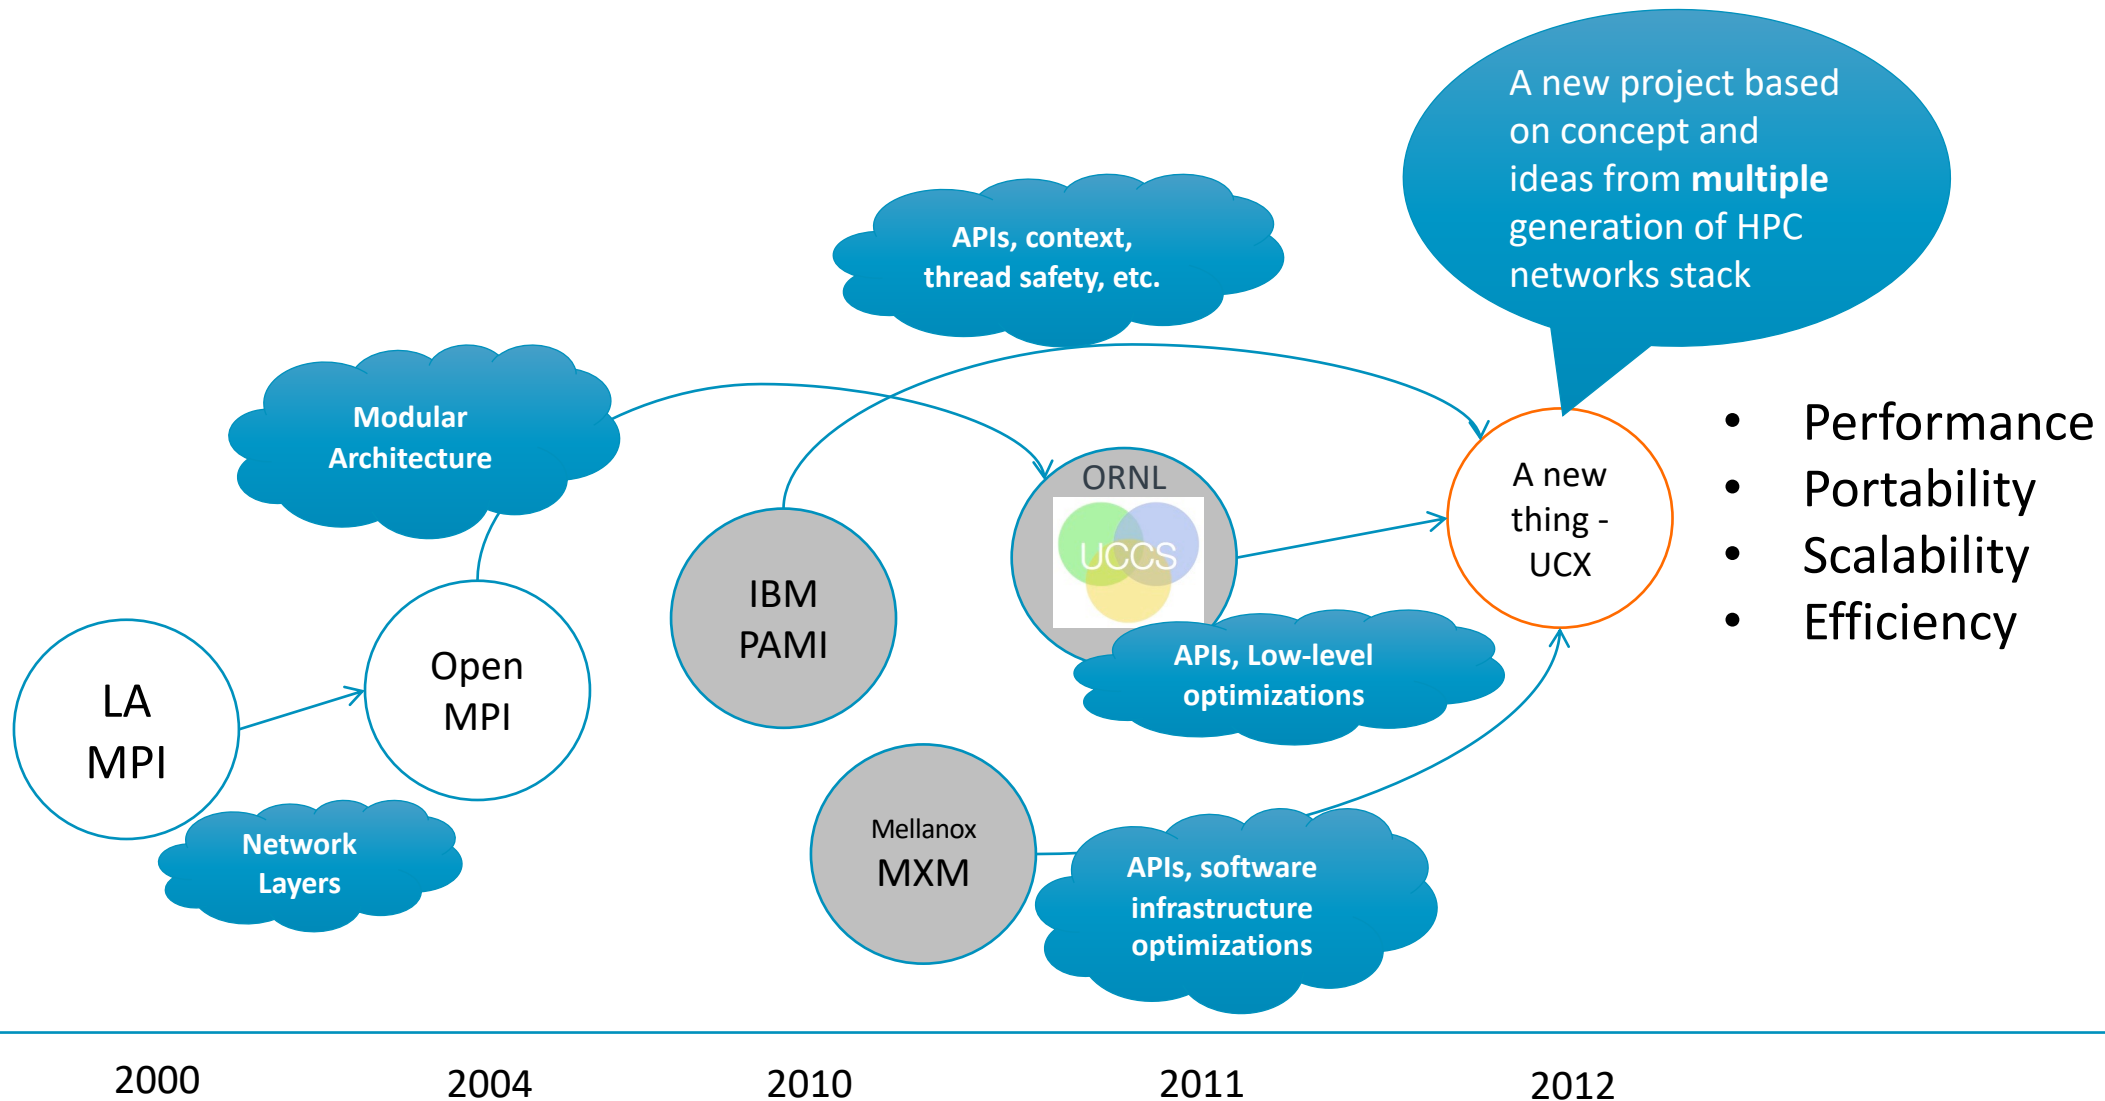 A new project based
on concept and
ideas from multiple
generation of HPC
networks stack
APIs, context,
thread safety, etc.
Modular
Architecture
ORNL
UCCS
A new
thing -
UCX
• Performance
• Portability
• Scalability
• Efficiency
IBM
PAMI
Open
MPI
LA
MPI
APIs, Low-level
optimizations
Network
Layers
Mellanox
MXM
APIs, software
infrastructure
optimizations
2000
2004
2010
2011
2012